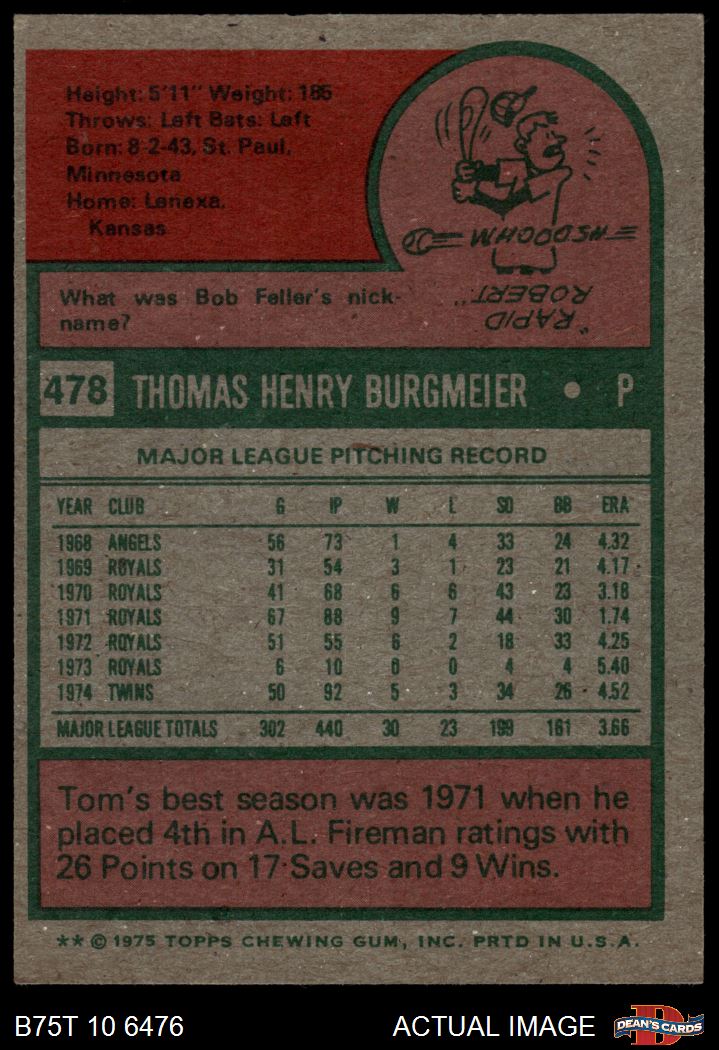 Height: 5'11" Weight: 185
Throws: Left Bats: Left
Born: 8-2-43, St. Paul,
Minnesota
Home: Lenexa,
Kansas
WHOOOSH
"RAPID
ROBERT"
What was Bob Feller's nick-
name?
478 THOMAS HENRY BURGMEIER • P
MAJOR LEAGUE PITCHING RECORD
YEAR CLUB G IP W L SO BB ERA
1968 ANGELS 56 73 1 4 33 24 4.32
1969 ROYALS 31 54 3 1 23 21 4.17
1970 ROYALS 41 68 6 6 43 23 3.18
1971 ROYALS 67 88 9 7 44 30 1.74
1972 ROYALS 51 55 6 2 18 33 4.25
1973 ROYALS 6 10 0 0 4 4 5.40
1974 TWINS 50 92 5 3 34 26 4.52
MAJOR LEAGUE TOTALS 302 440 30 23 199 161 3.66
Tom's best season was 1971 when he
placed 4th in A.L. Fireman ratings with
26 Points on 17 Saves and 9 Wins.
** © 1975 TOPPS CHEWING GUM, INC. PRTD IN U.S.A.
B75T 10 6476 ACTUAL IMAGE
D
DEAN'S CARDS